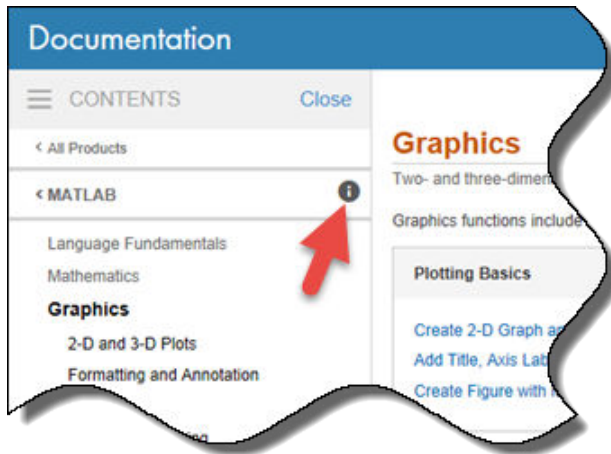 Documentation
CONTENTS
Close
< All Products
< MATLAB
Language Fundamentals
Mathematics
Graphics
2-D and 3-D Plots
Formatting and Annotation
Graphics
Two- and three-dimen
Graphics functions include
Plotting Basics
Create 2-D Graph a
Add Title, Axis Lab
Create Figure with